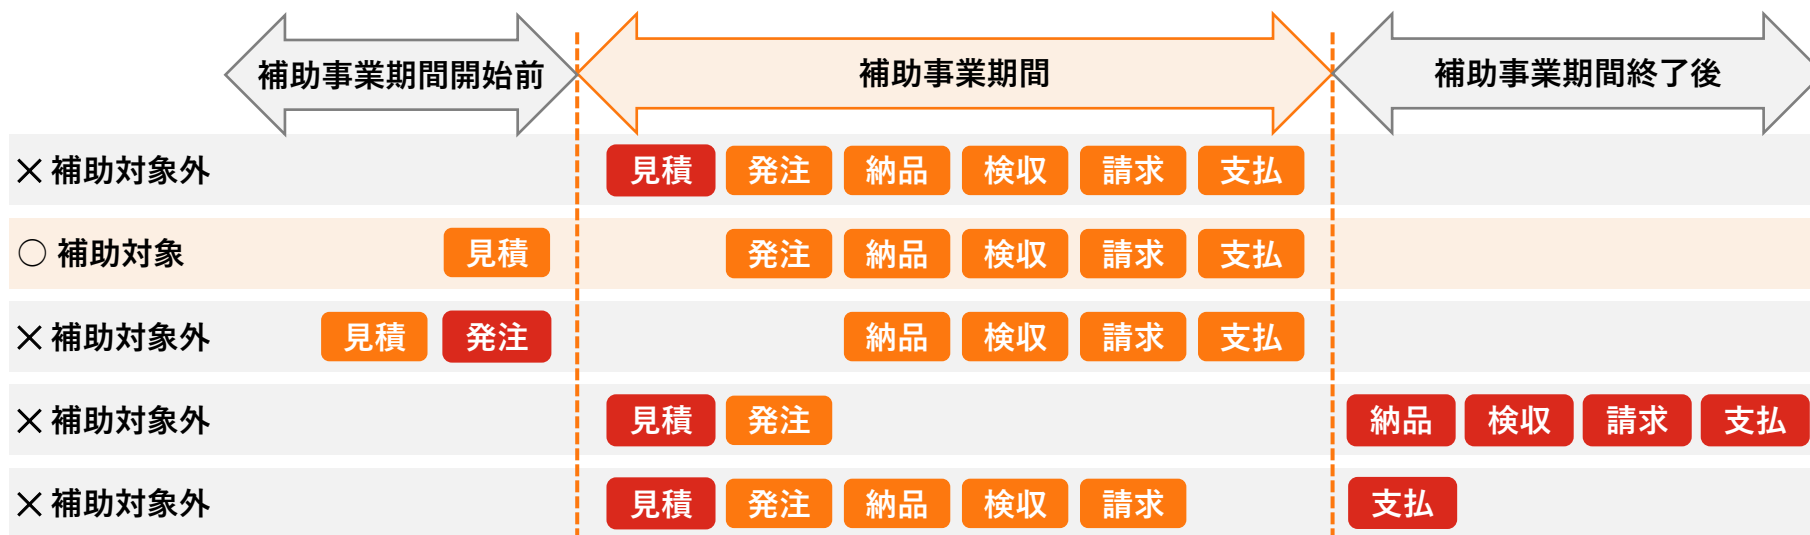 補助事業期間開始前 補助事業期間 補助事業期間終了後
× 補助対象外 見積 発注 納品 検収 請求 支払
○ 補助対象 見積 発注 納品 検収 請求 支払
× 補助対象外 見積 発注 納品 検収 請求 支払
× 補助対象外 見積 発注 納品 検収 請求 支払
× 補助対象外 見積 発注 納品 検収 請求 支払